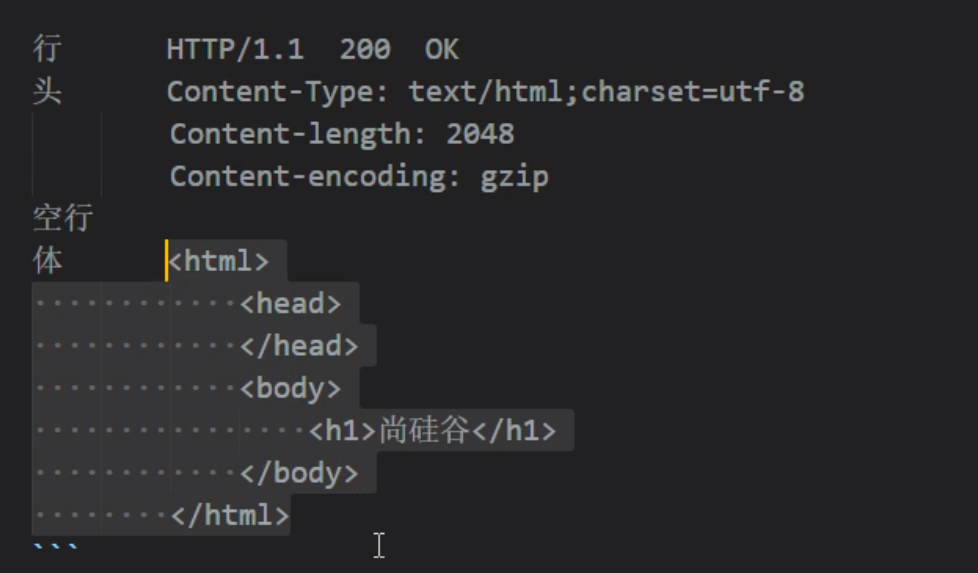 行 HTTP/1.1 200 OK
头 Content-Type: text/html;charset=utf-8
Content-length: 2048
Content-encoding: gzip
空行
体 <html>
<head>
</head>
<body>
<h1>尚硅谷</h1>
</body>
</html>
```